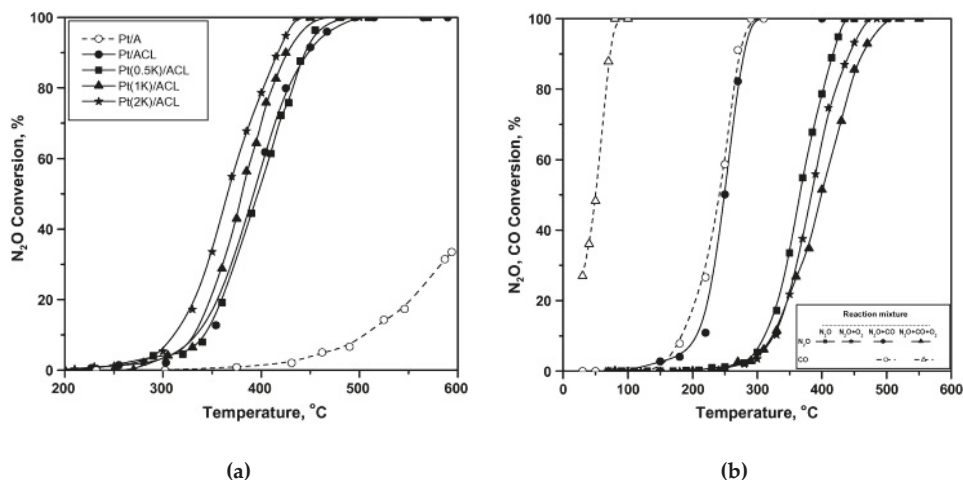 100
80
60
40
20
0
200
300
400
500
600
N₂O Conversion, %
Temperature, °C
Pt/A
Pt/ACL
Pt(0.5K)/ACL
Pt(1K)/ACL
Pt(2K)/ACL
(a)
100
80
60
40
20
0
0
100
200
300
400
500
600
N₂O, CO Conversion, %
Temperature, °C
Reaction mixture
N₂O N₂O+O₂ N₂O+CO N₂O+CO+O₂
N₂O
CO
(b)